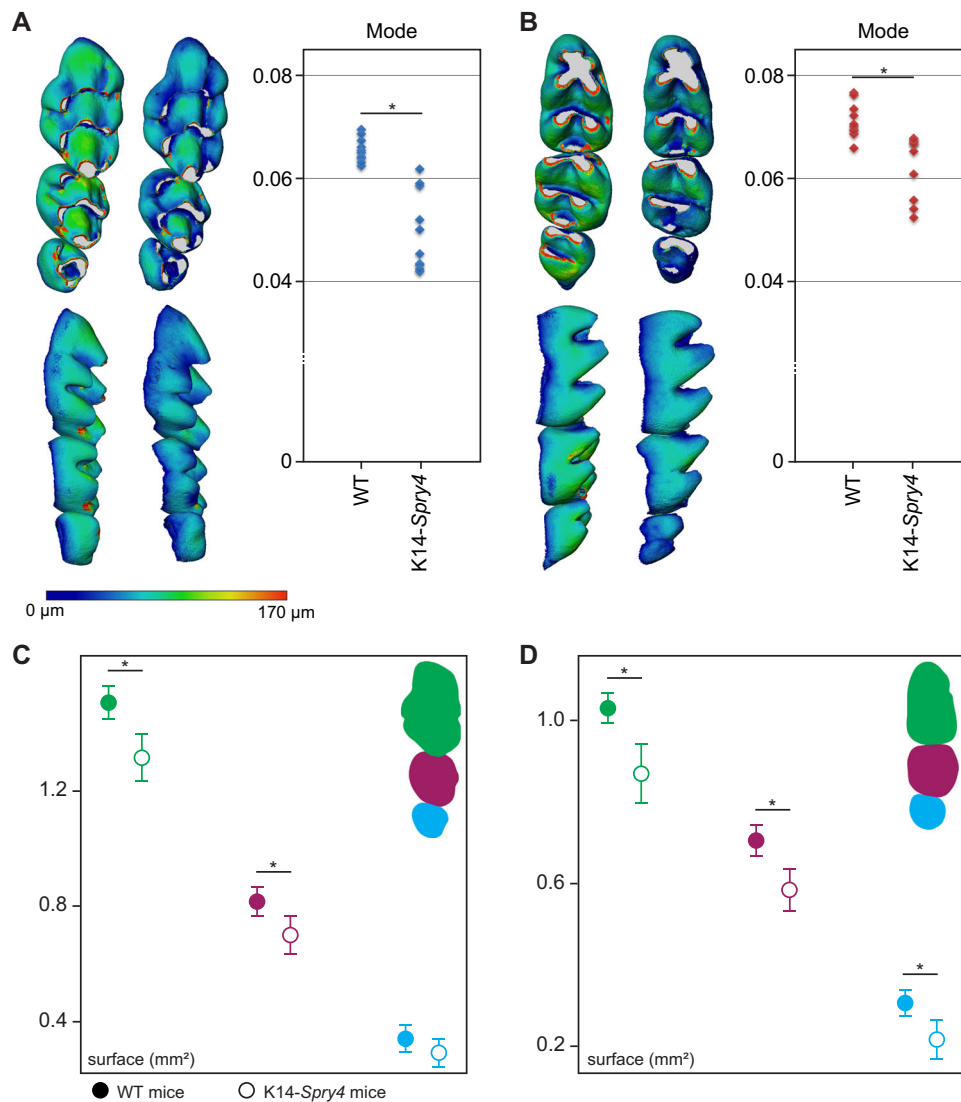 A
Mode
0.08
*
0.06
0.04
0
WT
K14-Spry4
0 µm
170 µm
B
Mode
0.08
*
0.06
0.04
0
WT
K14-Spry4
C
*
1.2
*
0.8
0.4
surface (mm²)
D
*
1.0
*
0.6
*
0.2
surface (mm²)
WT mice
K14-Spry4 mice